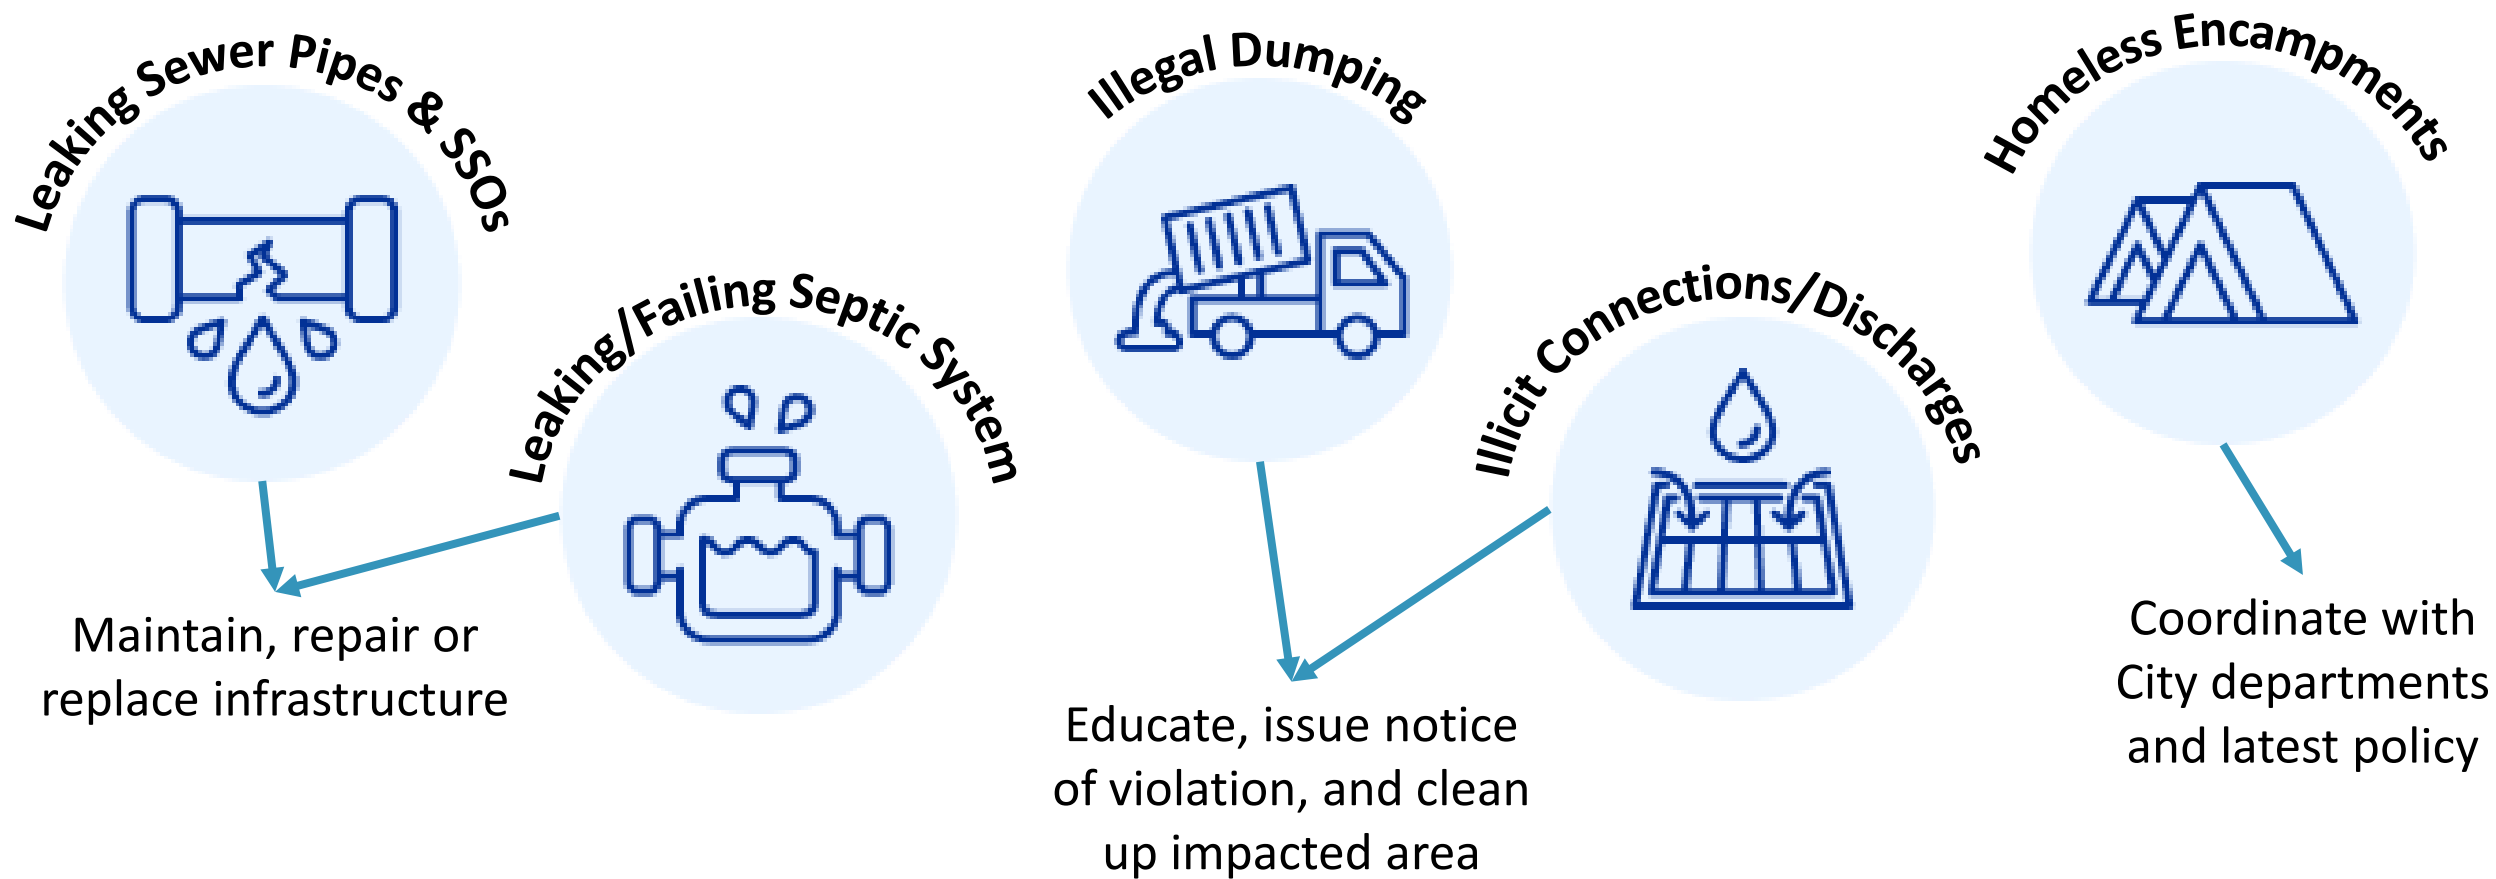 Leaking Sewer Pipes & SSOs
Leaking/Failing Septic System
Illegal Dumping
Illicit Connections/Discharges
Homeless Encampments
Maintain, repair or
replace infrastructure
Educate, issue notice
of violation, and clean
up impacted area
Coordinate with
City departments
and latest policy